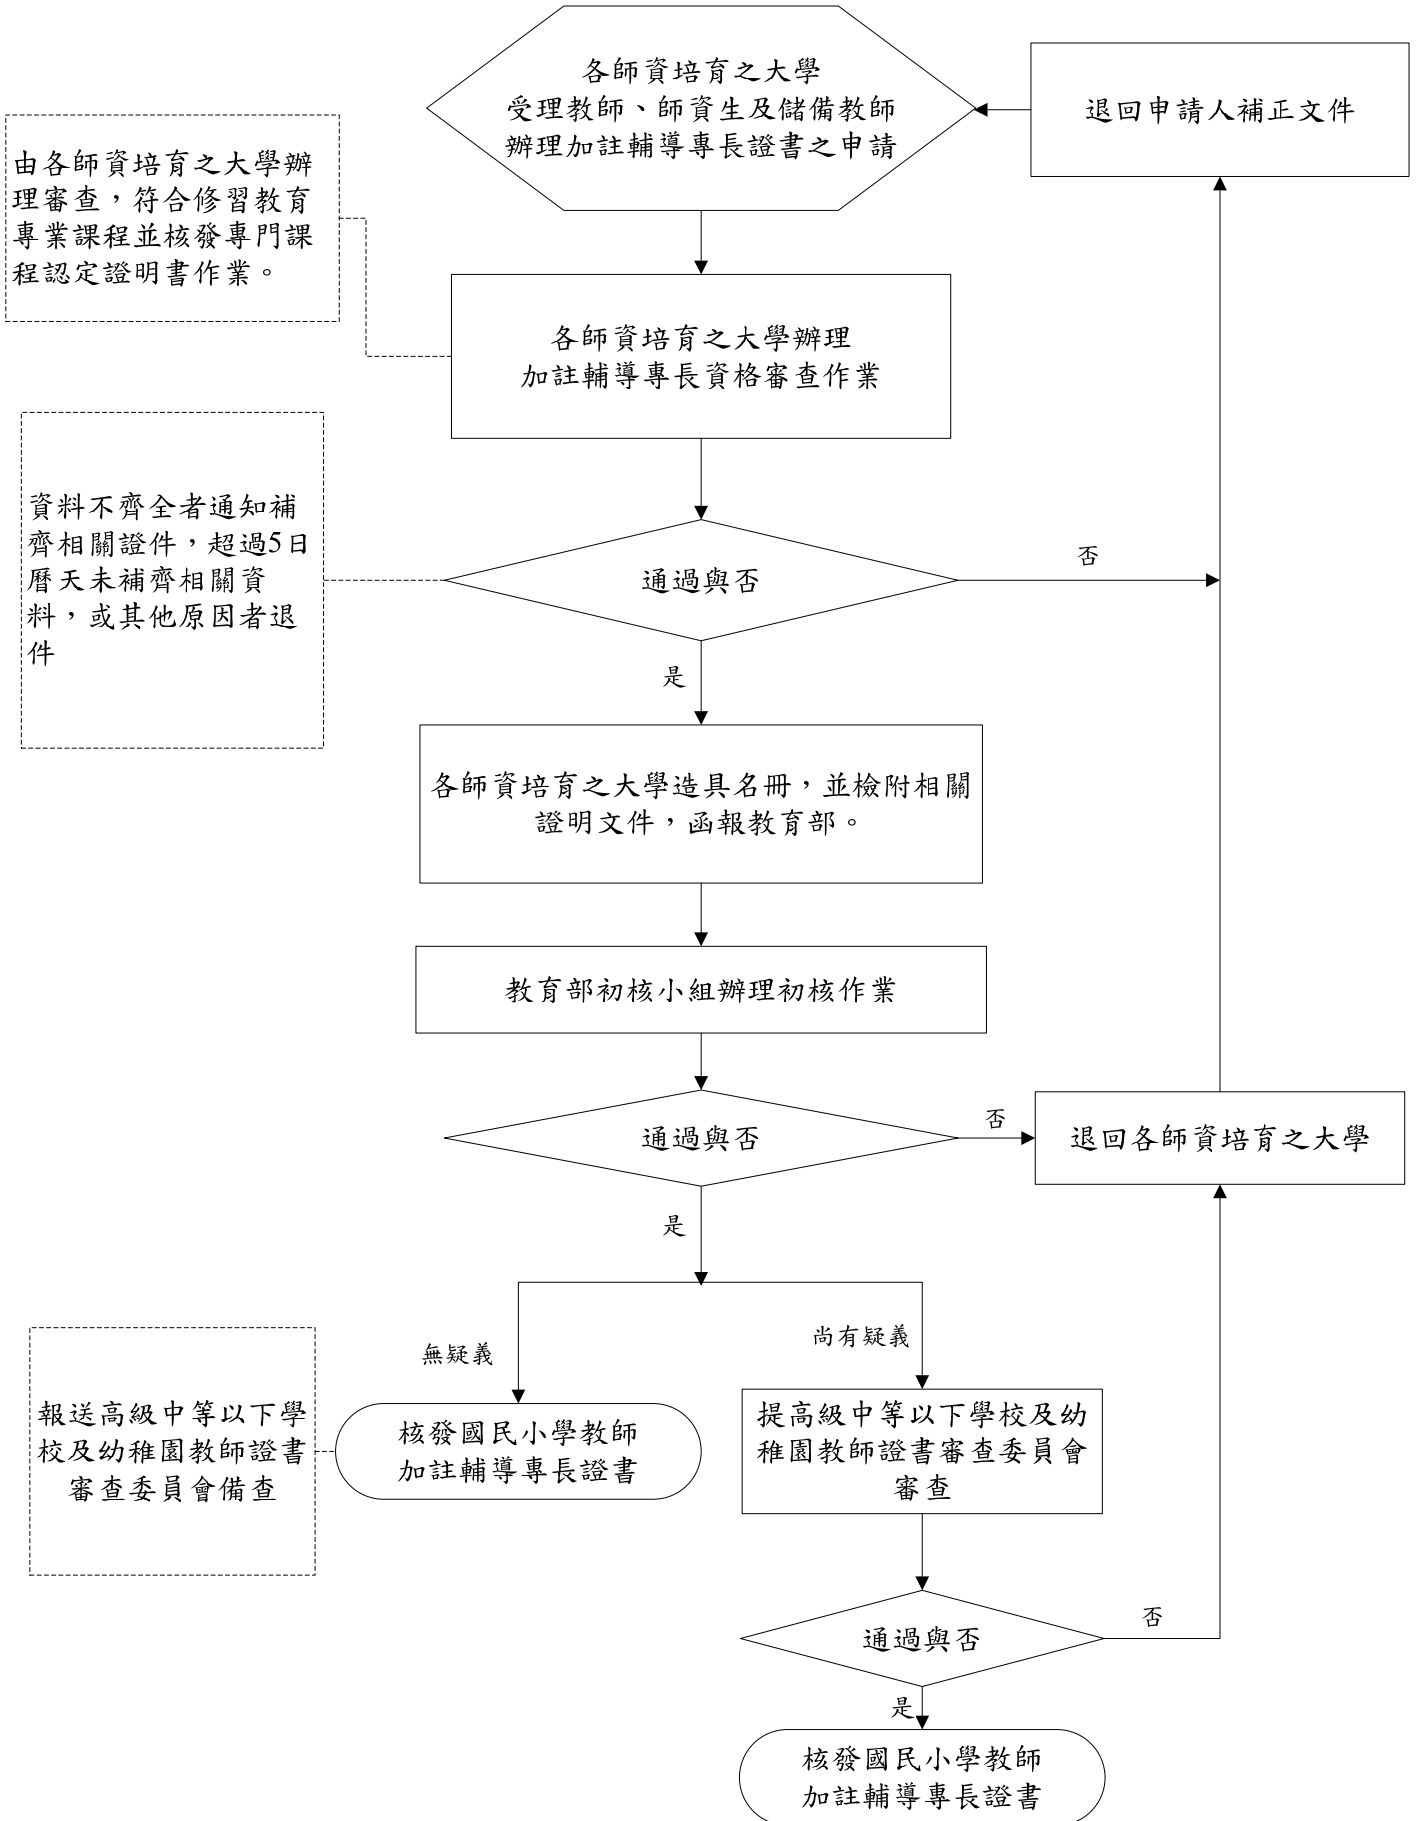 各師資培育之大學
受理教師、師資生及儲備教師
辦理加註輔導專長證書之申請
退回申請人補正文件
由各師資培育之大學辦
理審查，符合修習教育
專業課程並核發專門課
程認定證明書作業。
各師資培育之大學辦理
加註輔導專長資格審查作業
資料不齊全者通知補
齊相關證件，超過5日
曆天未補齊相關資
料，或其他原因者退
件
通過與否
否
是
各師資培育之大學造具名冊，並檢附相關
證明文件，函報教育部。
教育部初核小組辦理初核作業
通過與否
否
退回各師資培育之大學
是
無疑義
尚有疑義
報送高級中等以下學
校及幼稚園教師證書
審查委員會備查
核發國民小學教師
加註輔導專長證書
提高級中等以下學校及幼
稚園教師證書審查委員會
審查
通過與否
否
是
核發國民小學教師
加註輔導專長證書